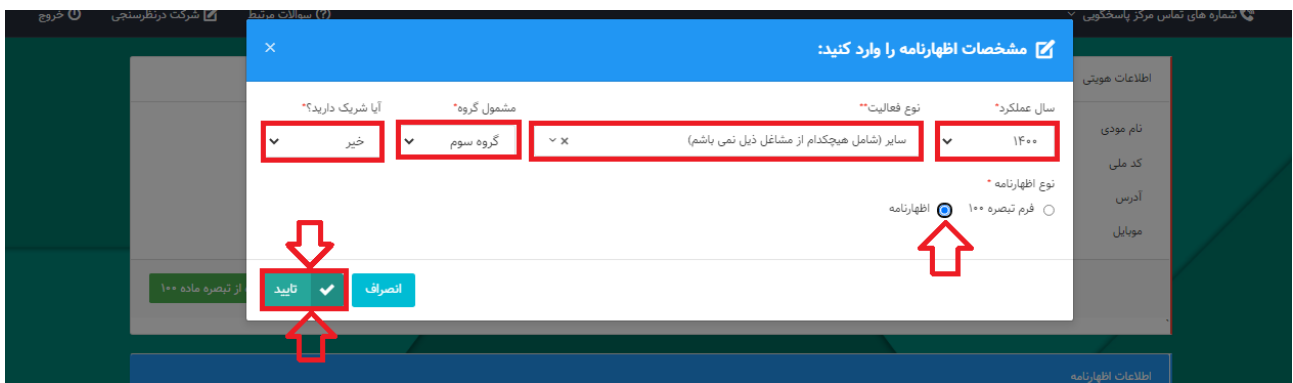 شماره های تماس مرکز پاسخگویی
(?) سوالات مرتبط
شرکت درنظرسنجی
خروج
مشخصات اظهارنامه را وارد کنید:
×
اطلاعات هویتی
سال عملکرد*
نوع فعالیت**
مشمول گروه*
آیا شریک دارید؟*
۱۴۰۰
سایر (شامل هیچکدام از مشاغل ذیل نمی باشم)
×
گروه سوم
خیر
نام مودی
کد ملی
آدرس
موبایل
نوع اظهارنامه *
فرم تبصره ۱۰۰
اظهارنامه
انصراف
تایید
از تبصره ماده ۱۰۰
اطلاعات اظهارنامه